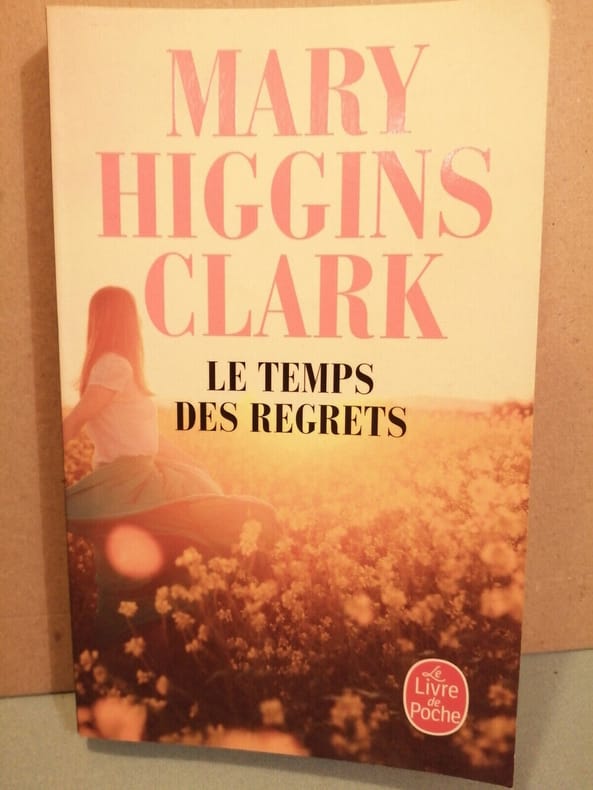 MARY
HIGGINS
CLARK
LE TEMPS
DES REGRETS
Le
Livre
de
Poche